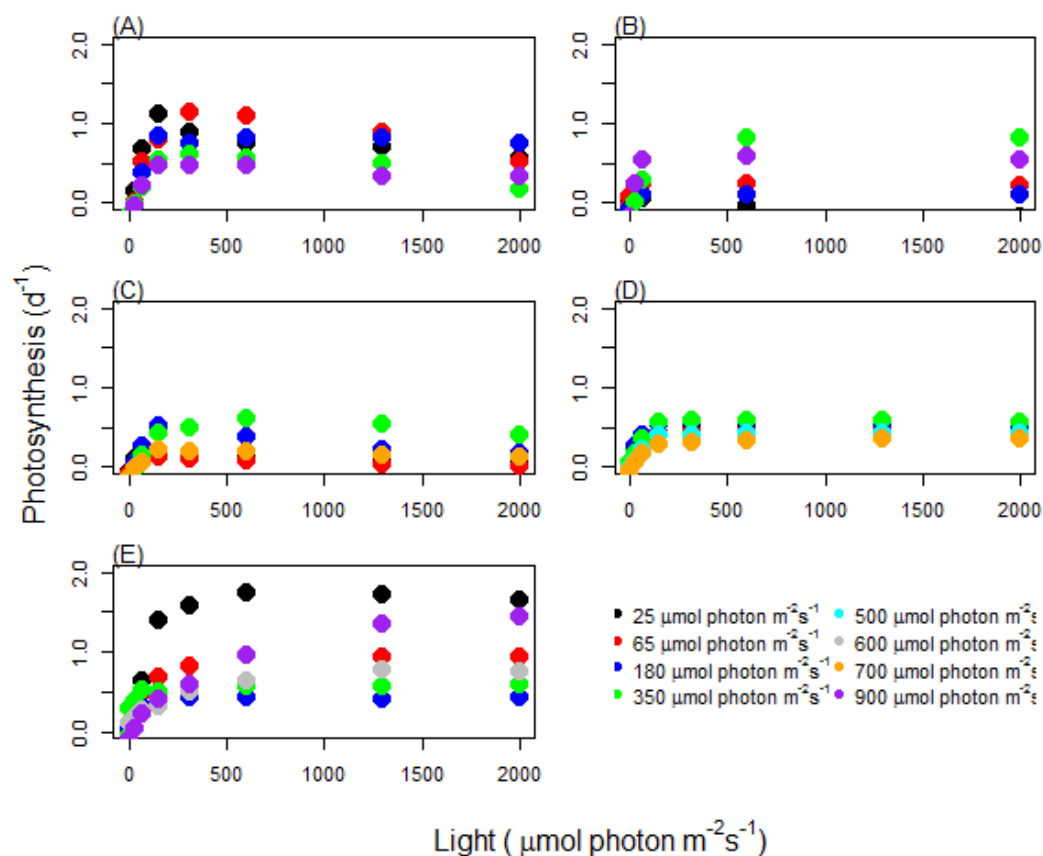 (A) (B)
2.0 2.0
1.0 1.0
0.0 0.0
0 500 1000 1500 2000 0 500 1000 1500 2000
(C) (D)
2.0 2.0
1.0 1.0
0.0 0.0
0 500 1000 1500 2000 0 500 1000 1500 2000
Photosynthesis (d⁻¹)
(E)
2.0
1.0
0.0
0 500 1000 1500 2000
25 μmol photon m⁻²s⁻¹ 500 μmol photon m⁻²s
65 μmol photon m⁻²s⁻¹ 600 μmol photon m⁻²s
180 μmol photon m⁻²s⁻¹ 700 μmol photon m⁻²s
350 μmol photon m⁻²s⁻¹ 900 μmol photon m⁻²s
Light ( μmol photon m⁻²s⁻¹)